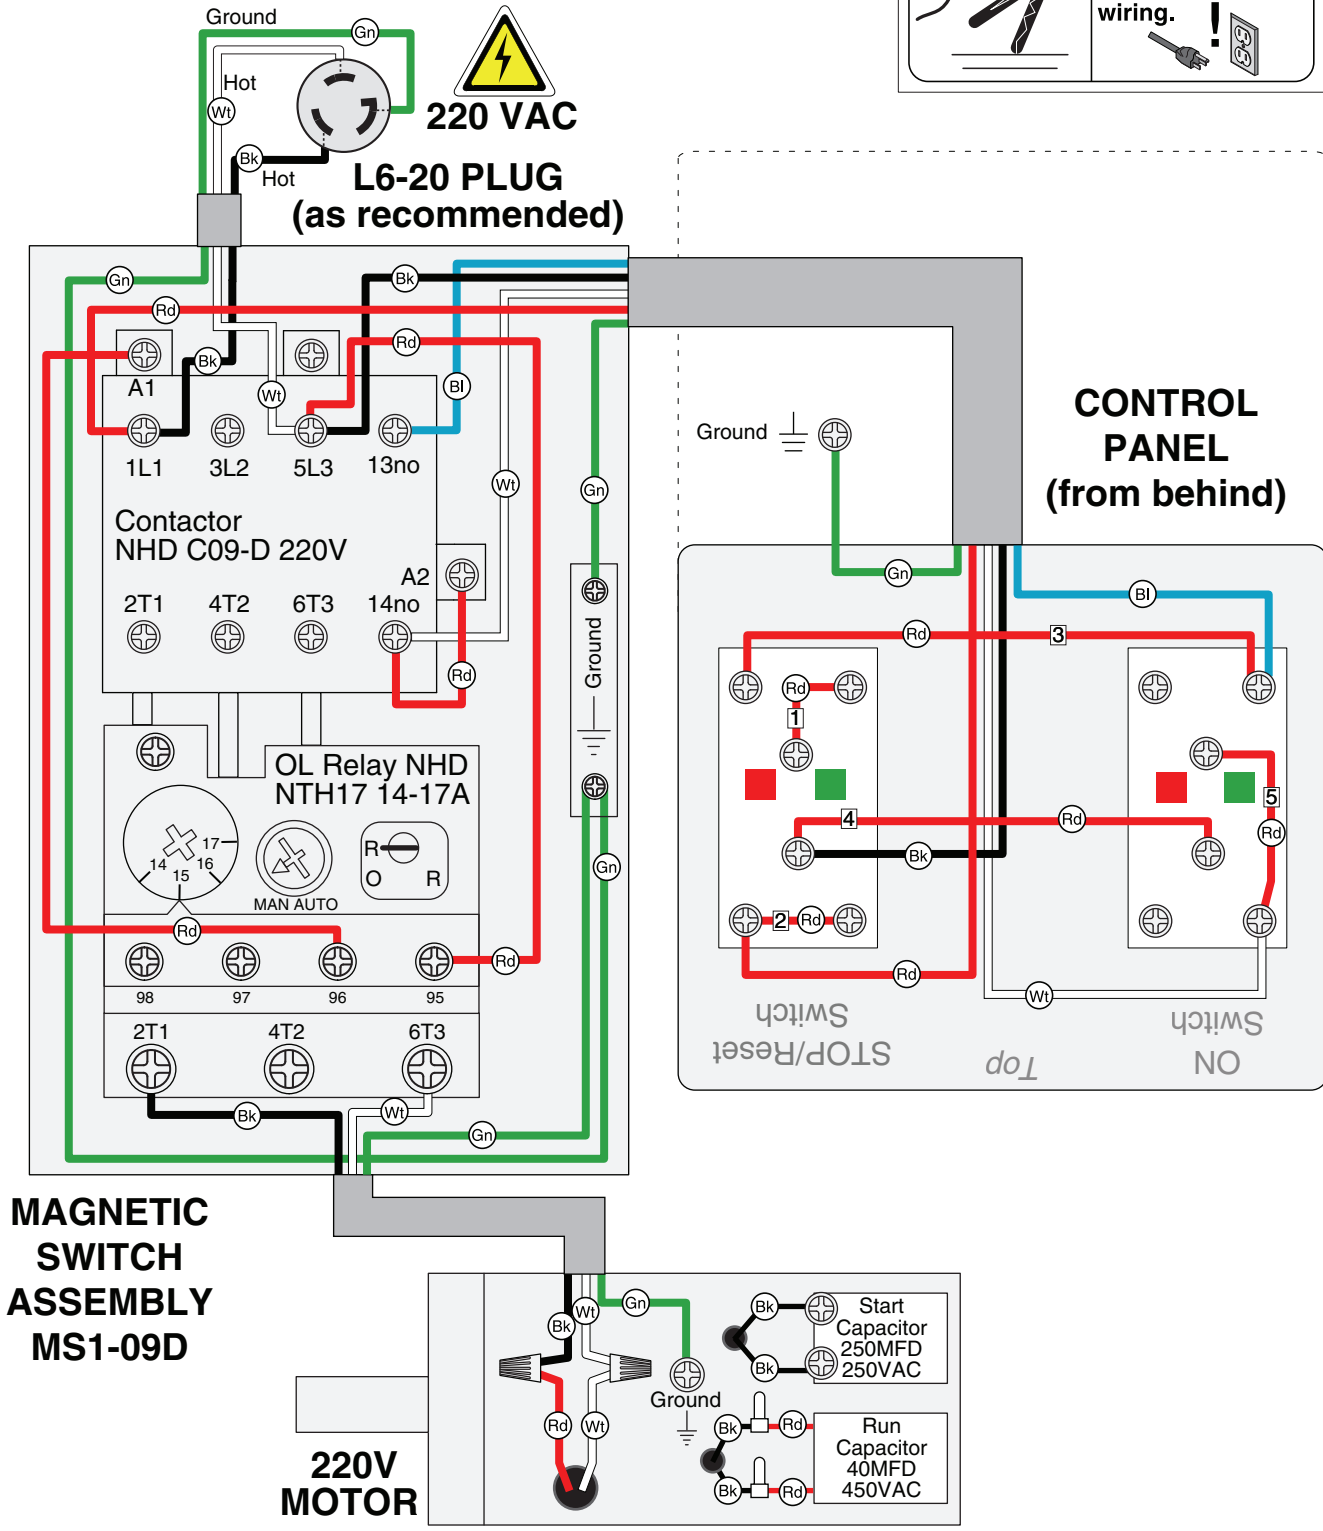 wiring.
!
Ground
Gn
Hot
Wt
Bk
Hot
220 VAC
L6-20 PLUG
(as recommended)
Gn
Bk
Rd
Rd
Bk
Wt
Bl
A1
1L1
3L2
5L3
13no
Wt
Gn
Contactor
NHD C09-D 220V
A2
2T1
4T2
6T3
14no
Rd
Ground
OL Relay NHD
NTH17 14-17A
14
15
16
17
MAN AUTO
R
O
R
Gn
Rd
Rd
98
97
96
95
2T1
4T2
6T3
Bk
Wt
Gn
MAGNETIC
SWITCH
ASSEMBLY
MS1-09D
CONTROL
PANEL
(from behind)
Ground
Gn
Bl
Rd
3
Rd
1
4
Rd
5
Rd
Bk
2
Rd
Rd
Wt
STOP/Reset
Switch
Top
ON
Switch
220V
MOTOR
Bk
Wt
Gn
Rd
Wt
Ground
Bk
Bk
Start
Capacitor
250MFD
250VAC
Bk
Rd
Bk
Rd
Run
Capacitor
40MFD
450VAC